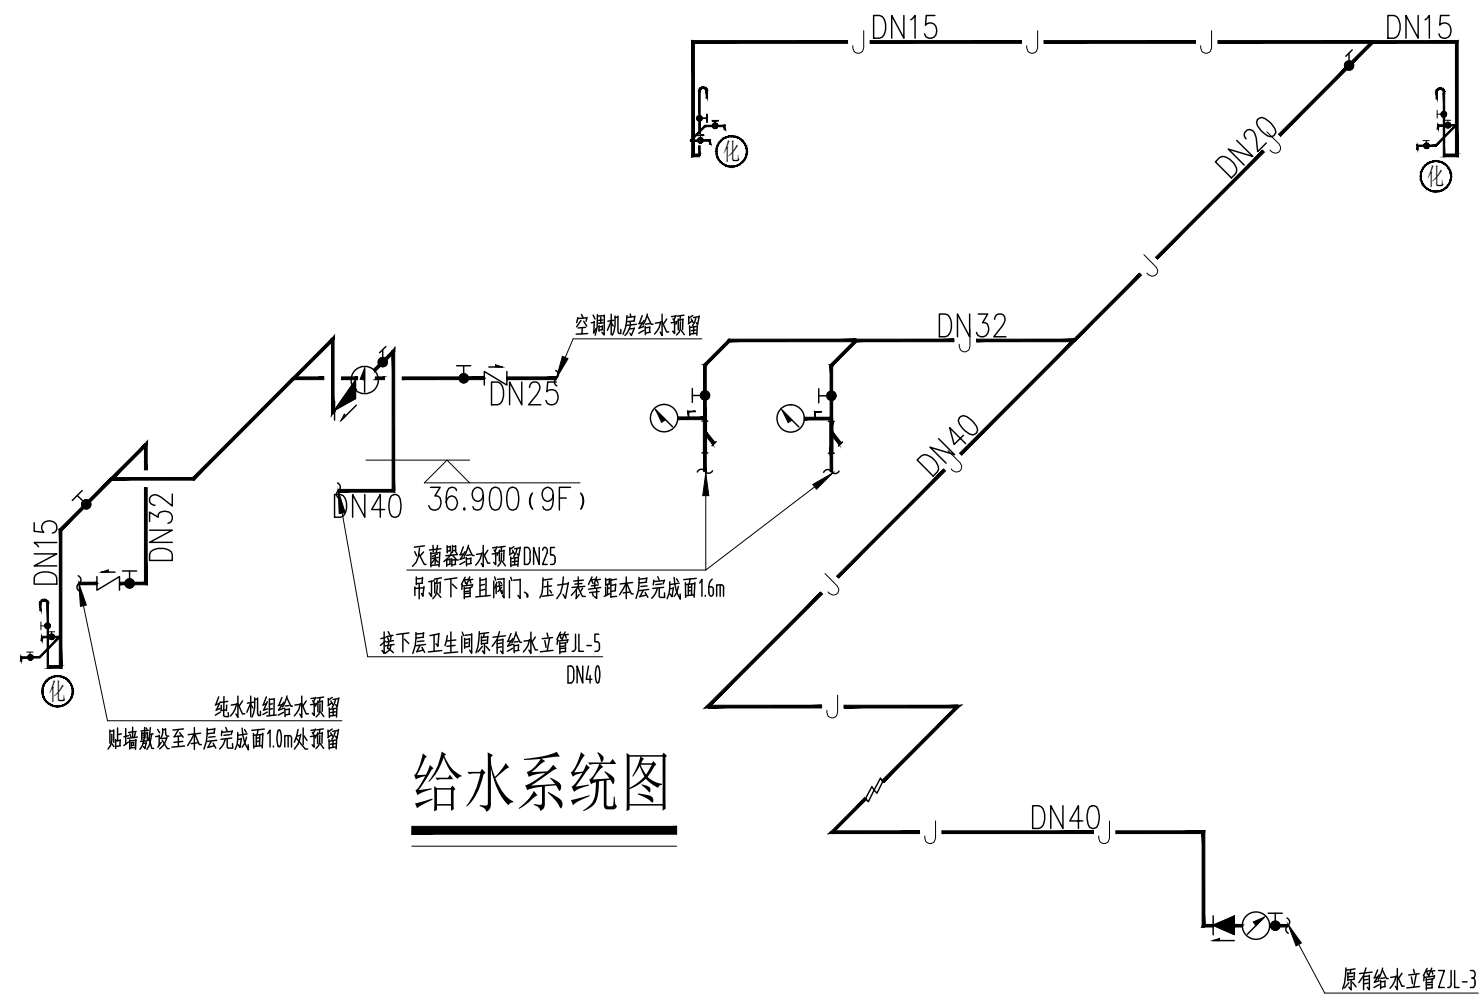 DN15
DN15
J
J
J
化
化
DN20
J
J
空调机房给水预留
DN32
J
DN25
DN40
J
36.900(9F)
DN40
DN15
DN32
灭菌器给水预留DN25
吊顶下管且阀门、压力表等距本层完成面1.6m
J
接下层卫生间原有给水立管JL-5
DN40
化
纯水机组给水预留
贴墙敷设至本层完成面1.0m处预留
J
给水系统图
DN40
J
J
原有给水立管ZJL-3